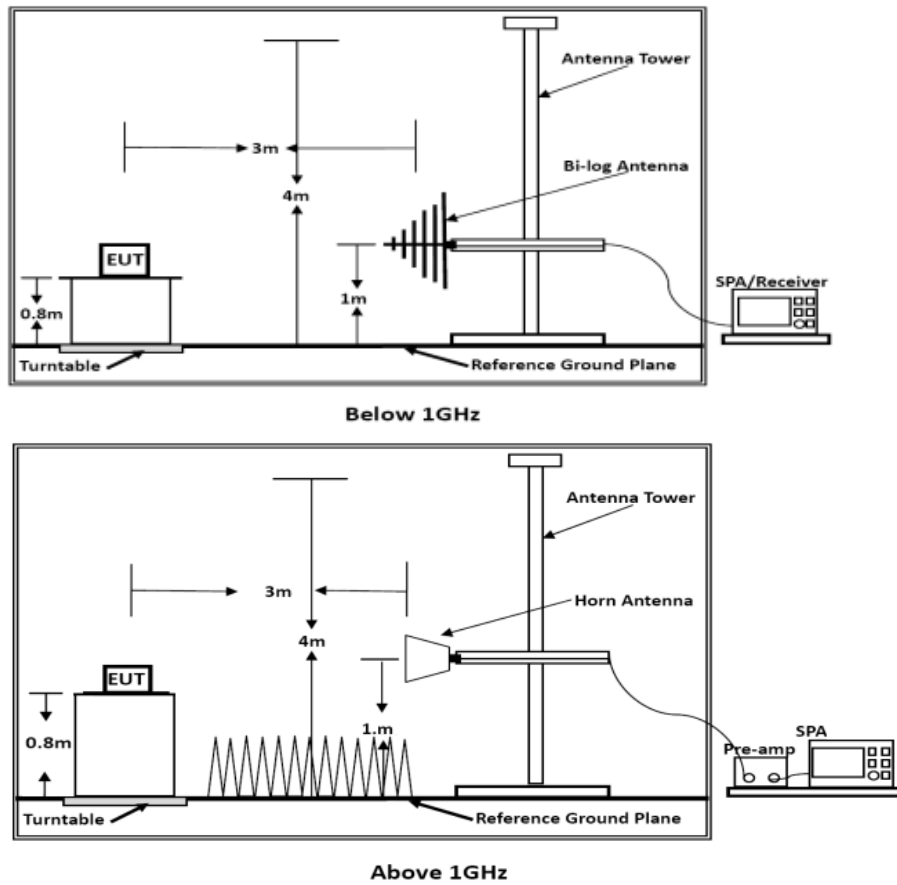 Antenna Tower
3m
Bi-log Antenna
4m
EUT
1m
SPA/Receiver
0.8m
Turntable
Reference Ground Plane
Below 1GHz
Antenna Tower
3m
Horn Antenna
4m
EUT
1.m
0.8m
SPA
Pre-amp
Turntable
Reference Ground Plane
Above 1GHz